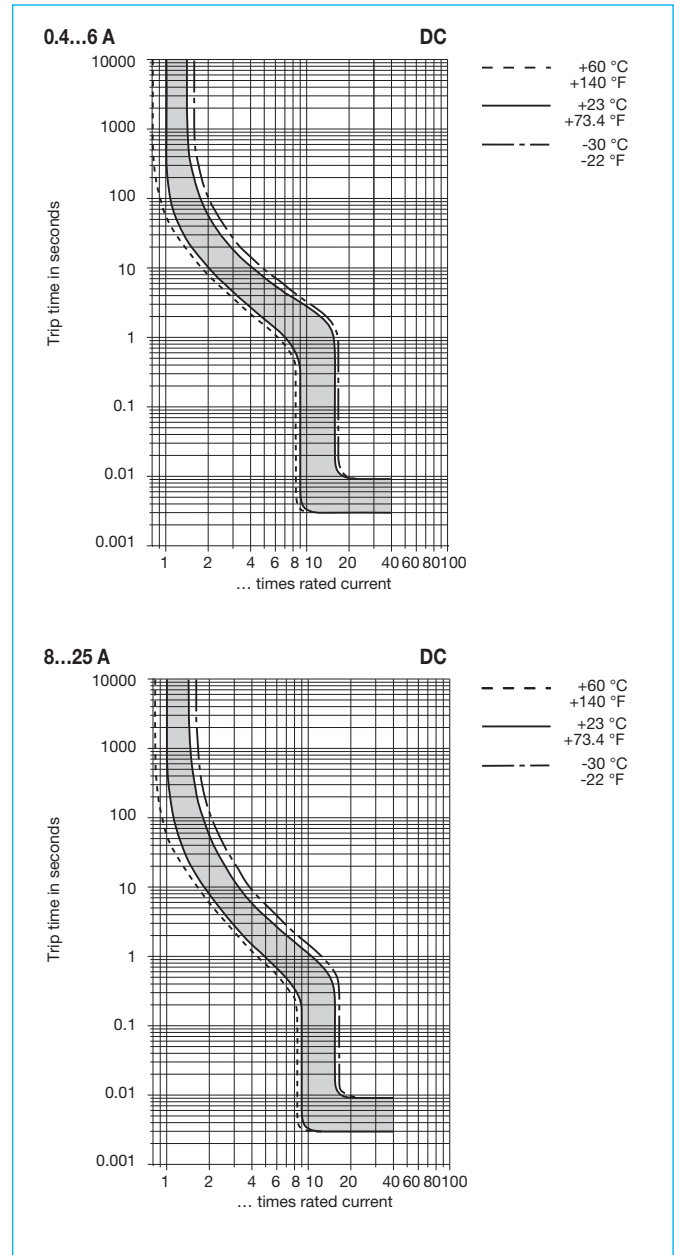 0.4...6 A DC
10000
1000
100
10
1
0.1
0.01
0.001
Trip time in seconds
1 2 4 6 8 10 20 40 60 80 100
... times rated current
+60 °C
+140 °F
+23 °C
+73.4 °F
-30 °C
-22 °F
8...25 A DC
10000
1000
100
10
1
0.1
0.01
0.001
Trip time in seconds
1 2 4 6 8 10 20 40 60 80 100
... times rated current
+60 °C
+140 °F
+23 °C
+73.4 °F
-30 °C
-22 °F